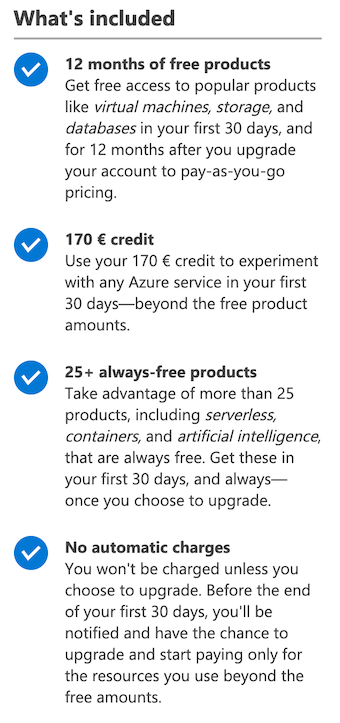 What's included
12 months of free products
Get free access to popular products
like virtual machines, storage, and
databases in your first 30 days, and
for 12 months after you upgrade
your account to pay-as-you-go
pricing.
170 € credit
Use your 170 € credit to experiment
with any Azure service in your first
30 days—beyond the free product
amounts.
25+ always-free products
Take advantage of more than 25
products, including serverless,
containers, and artificial intelligence,
that are always free. Get these in
your first 30 days, and always—
once you choose to upgrade.
No automatic charges
You won't be charged unless you
choose to upgrade. Before the end
of your first 30 days, you'll be
notified and have the chance to
upgrade and start paying only for
the resources you use beyond the
free amounts.